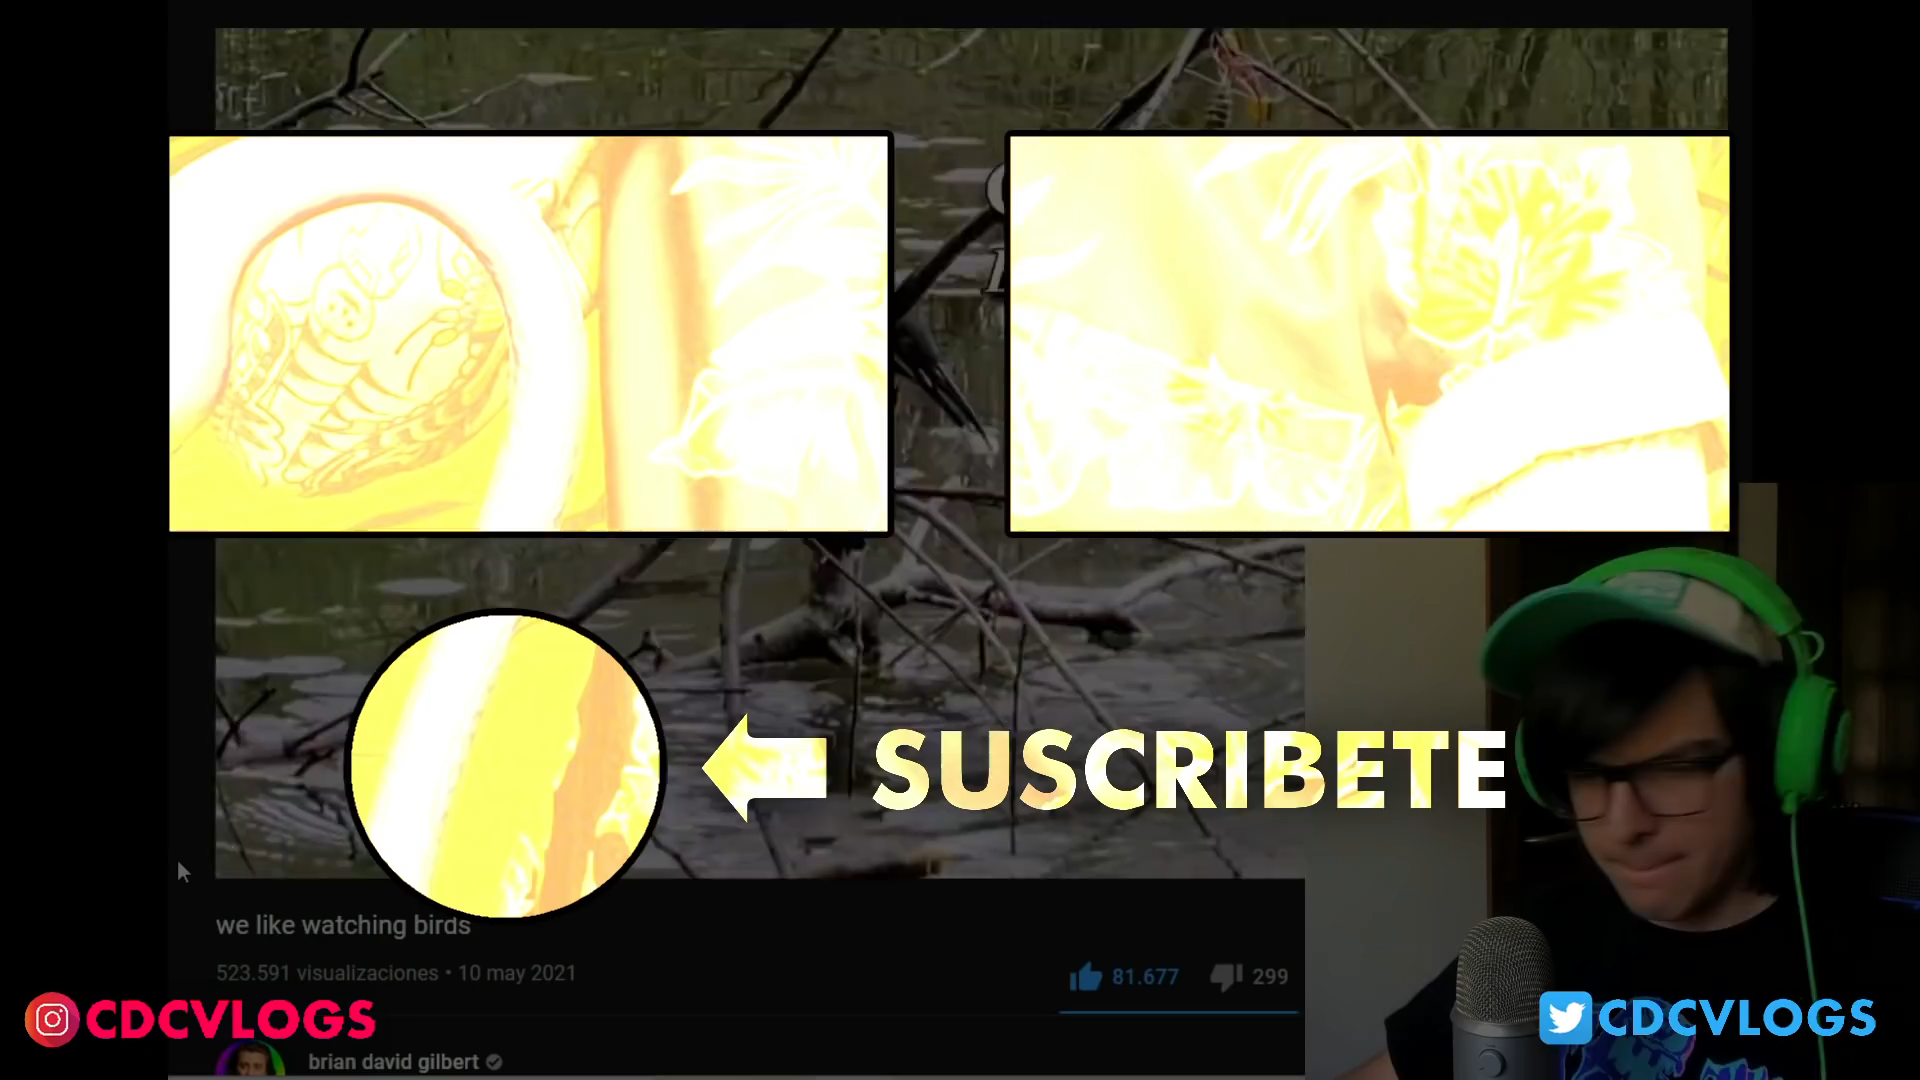 SUSCRIBETE
we like watching birds
523.591 visualizaciones • 10 may 2021
81.677
299
CDCVLOGS
CDCVLOGS
brian david gilbert